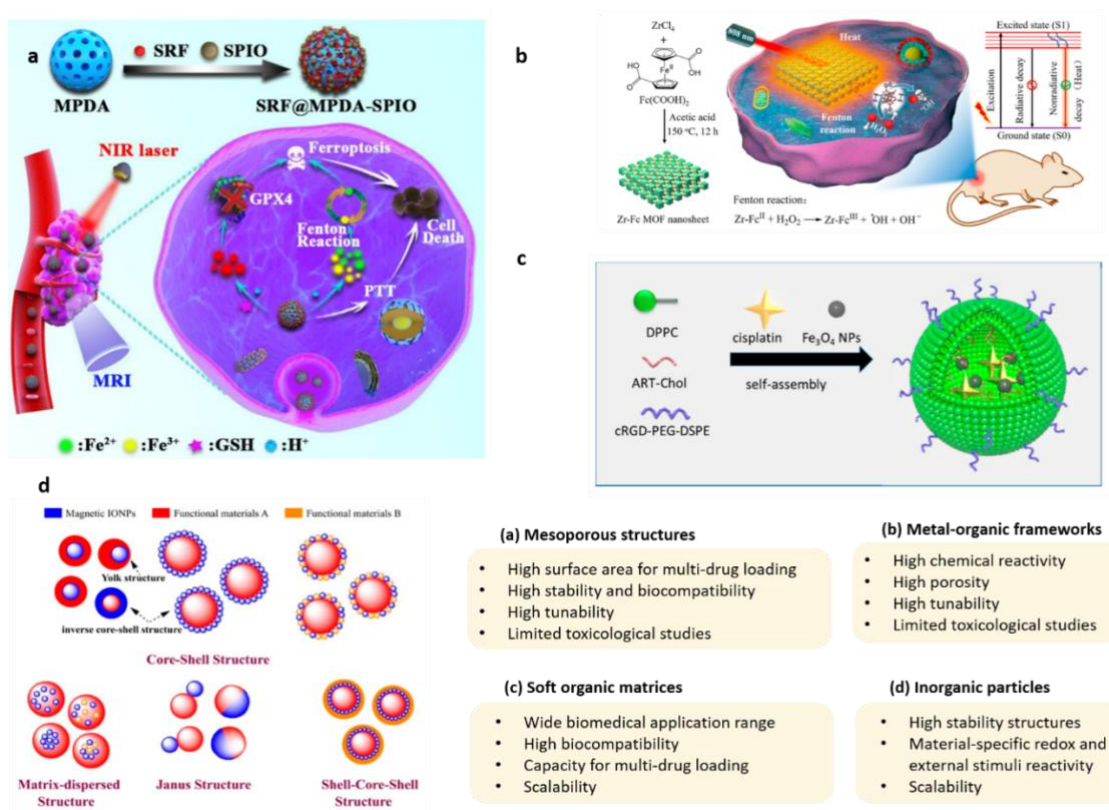 a
SRF
SPIO
MPDA
SRF@MPDA-SPIO
NIR laser
Ferroptosis
GPX4
Fenton
Reaction
Cell
Death
PTT
MRI
:Fe²⁺ :Fe³⁺ :GSH :H⁺
b
ZrCl₄
+
Fe(COOH)₂
Acetic acid
150 °C, 12 h
Zr-Fc MOF nanosheet
808 nm
Heat
Fenton
reaction
H₂O₂
·OH
Excited state (S1)
Excitation
Radiative decay
Nonradiative
decay (Heat)
Ground state (S0)
Fenton reaction:
Zr-Fcᴵᴵ + H₂O₂ → Zr-Fcᴵᴵᴵ + ·OH + OH⁻
c
DPPC
ART-Chol
cRGD-PEG-DSPE
cisplatin
Fe₃O₄ NPs
self-assembly
d
Magnetic IONPs Functional materials A Functional materials B
Yolk structure
inverse core-shell structure
Core-Shell Structure
Matrix-dispersed
Structure
Janus Structure
Shell-Core-Shell
Structure
(a) Mesoporous structures
• High surface area for multi-drug loading
• High stability and biocompatibility
• High tunability
• Limited toxicological studies
(b) Metal-organic frameworks
• High chemical reactivity
• High porosity
• High tunability
• Limited toxicological studies
(c) Soft organic matrices
• Wide biomedical application range
• High biocompatibility
• Capacity for multi-drug loading
• Scalability
(d) Inorganic particles
• High stability structures
• Material-specific redox and
external stimuli reactivity
• Scalability